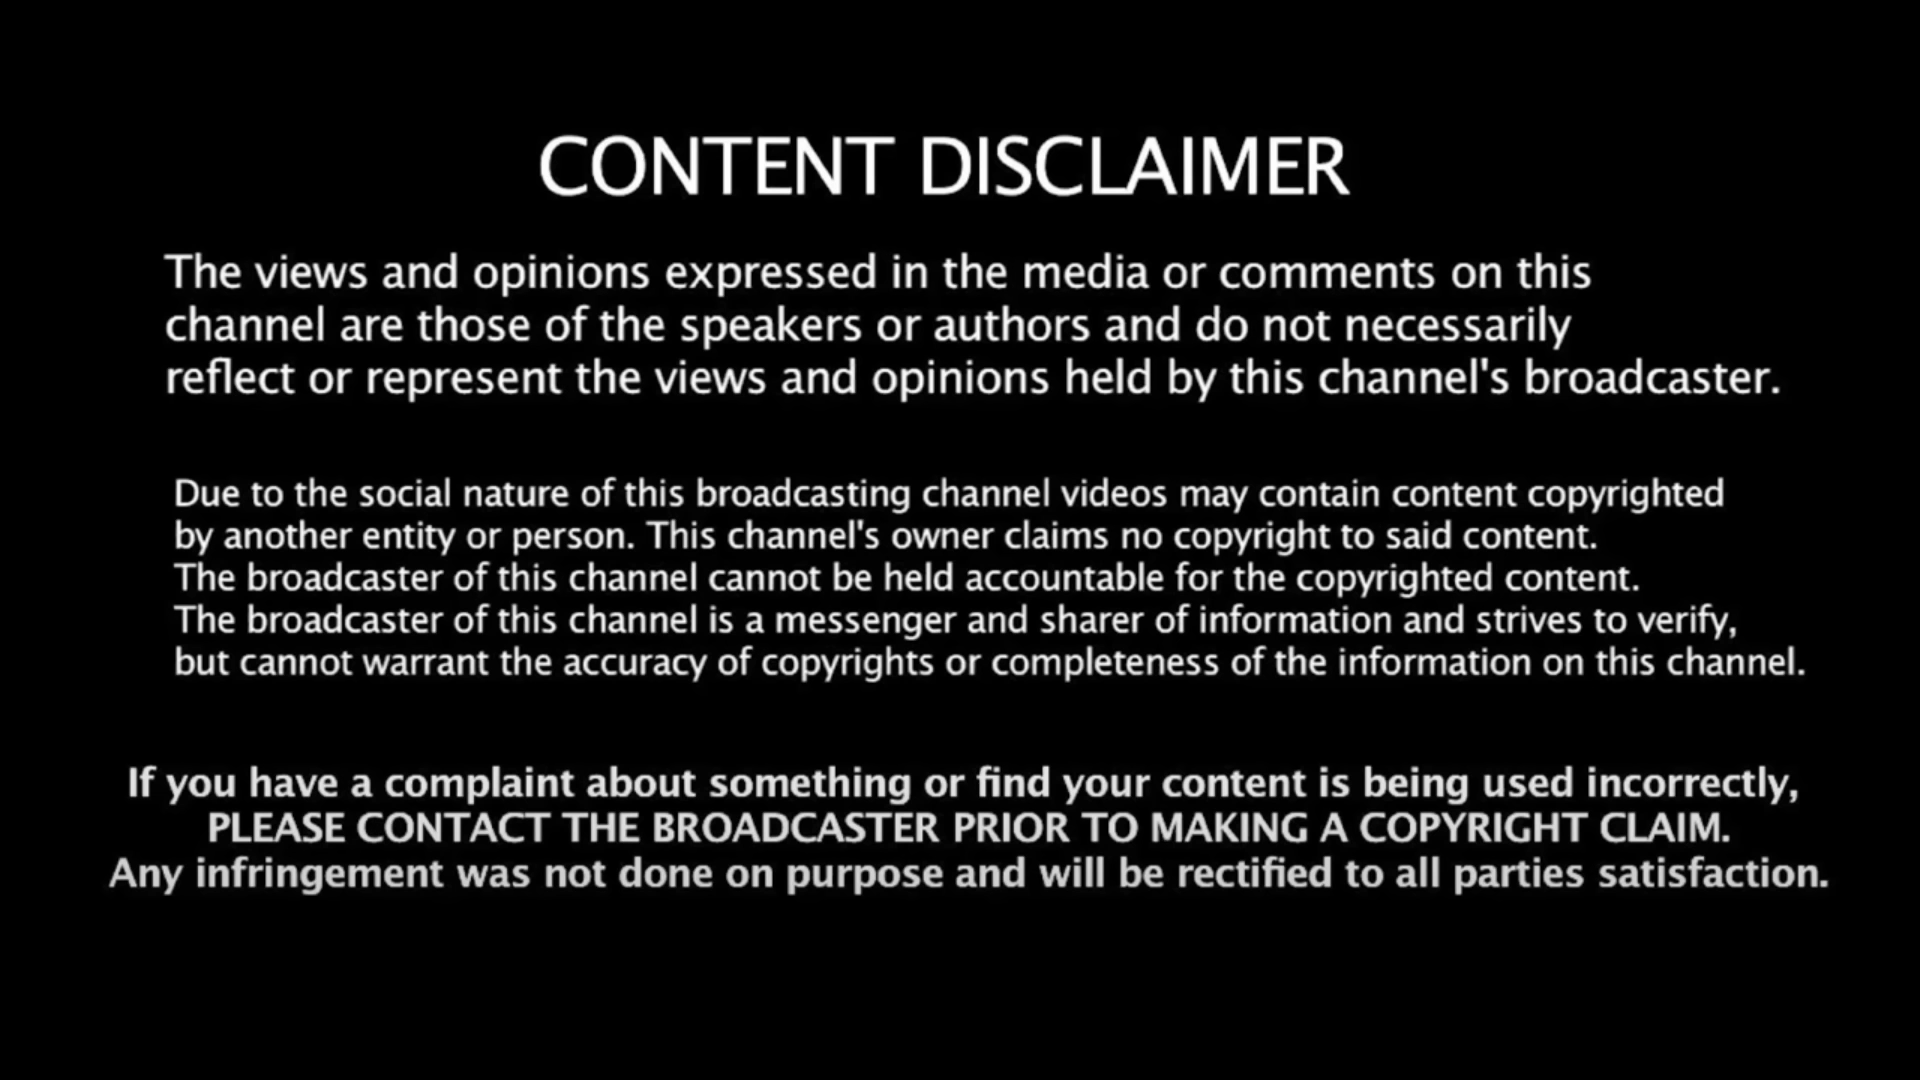 CONTENT DISCLAIMER
The views and opinions expressed in the media or comments on this
channel are those of the speakers or authors and do not necessarily
reflect or represent the views and opinions held by this channel's broadcaster.
Due to the social nature of this broadcasting channel videos may contain content copyrighted
by another entity or person. This channel's owner claims no copyright to said content.
The broadcaster of this channel cannot be held accountable for the copyrighted content.
The broadcaster of this channel is a messenger and sharer of information and strives to verify,
but cannot warrant the accuracy of copyrights or completeness of the information on this channel.
If you have a complaint about something or find your content is being used incorrectly,
PLEASE CONTACT THE BROADCASTER PRIOR TO MAKING A COPYRIGHT CLAIM.
Any infringement was not done on purpose and will be rectified to all parties satisfaction.